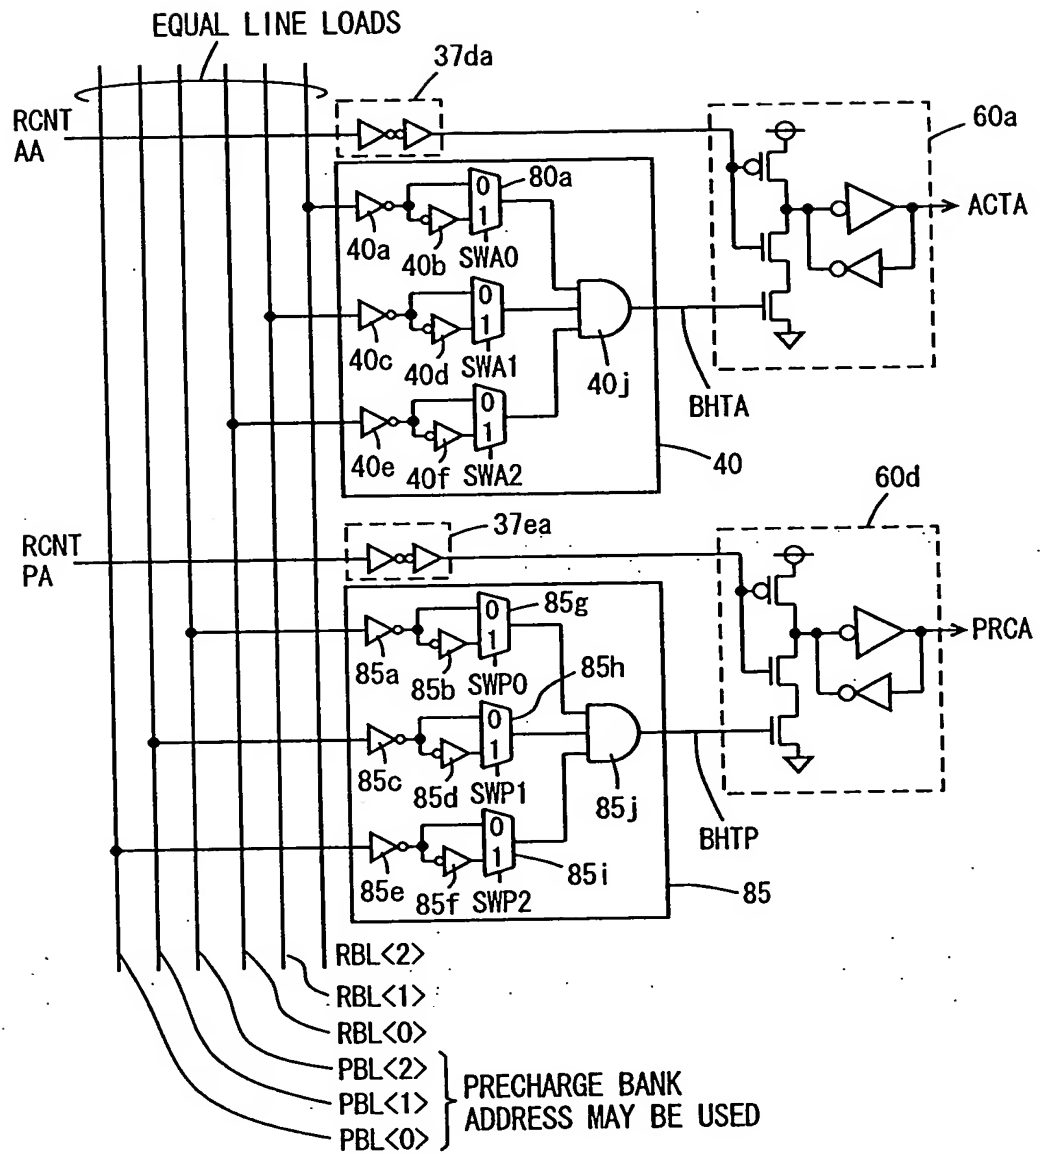 EQUAL LINE LOADS
37da
RCNT
AA
60a
0
1
80a
ACTA
40a
40b
SWA0
0
1
40c
40d
SWA1
40j
BHTA
0
1
40e
40f
SWA2
40
60d
37ea
RCNT
PA
0
1
85g
PRCA
85a
85b
SWP0
85h
0
1
85c
85d
SWP1
85j
BHTP
0
1
85i
85e
85f
SWP2
85
RBL<2>
RBL<1>
RBL<0>
PBL<2>
PBL<1>
PBL<0>
PRECHARGE BANK
ADDRESS MAY BE USED